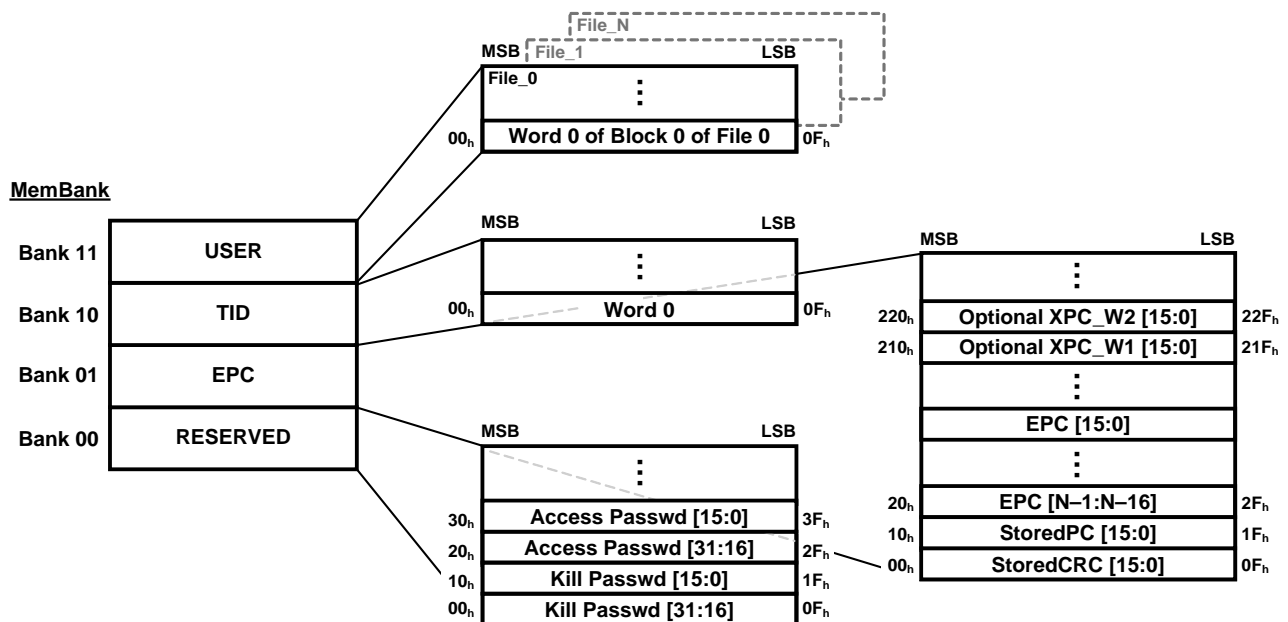 File_N
MSB File_1 LSB
File_0
⋮
00h Word 0 of Block 0 of File 0 0Fh
MemBank
Bank 11 USER
Bank 10 TID
Bank 01 EPC
Bank 00 RESERVED
MSB LSB
⋮
00h Word 0 0Fh
MSB LSB
⋮
30h Access Passwd [15:0] 3Fh
20h Access Passwd [31:16] 2Fh
10h Kill Passwd [15:0] 1Fh
00h Kill Passwd [31:16] 0Fh
MSB LSB
⋮
220h Optional XPC_W2 [15:0] 22Fh
210h Optional XPC_W1 [15:0] 21Fh
⋮
EPC [15:0]
⋮
20h EPC [N–1:N–16] 2Fh
10h StoredPC [15:0] 1Fh
00h StoredCRC [15:0] 0Fh